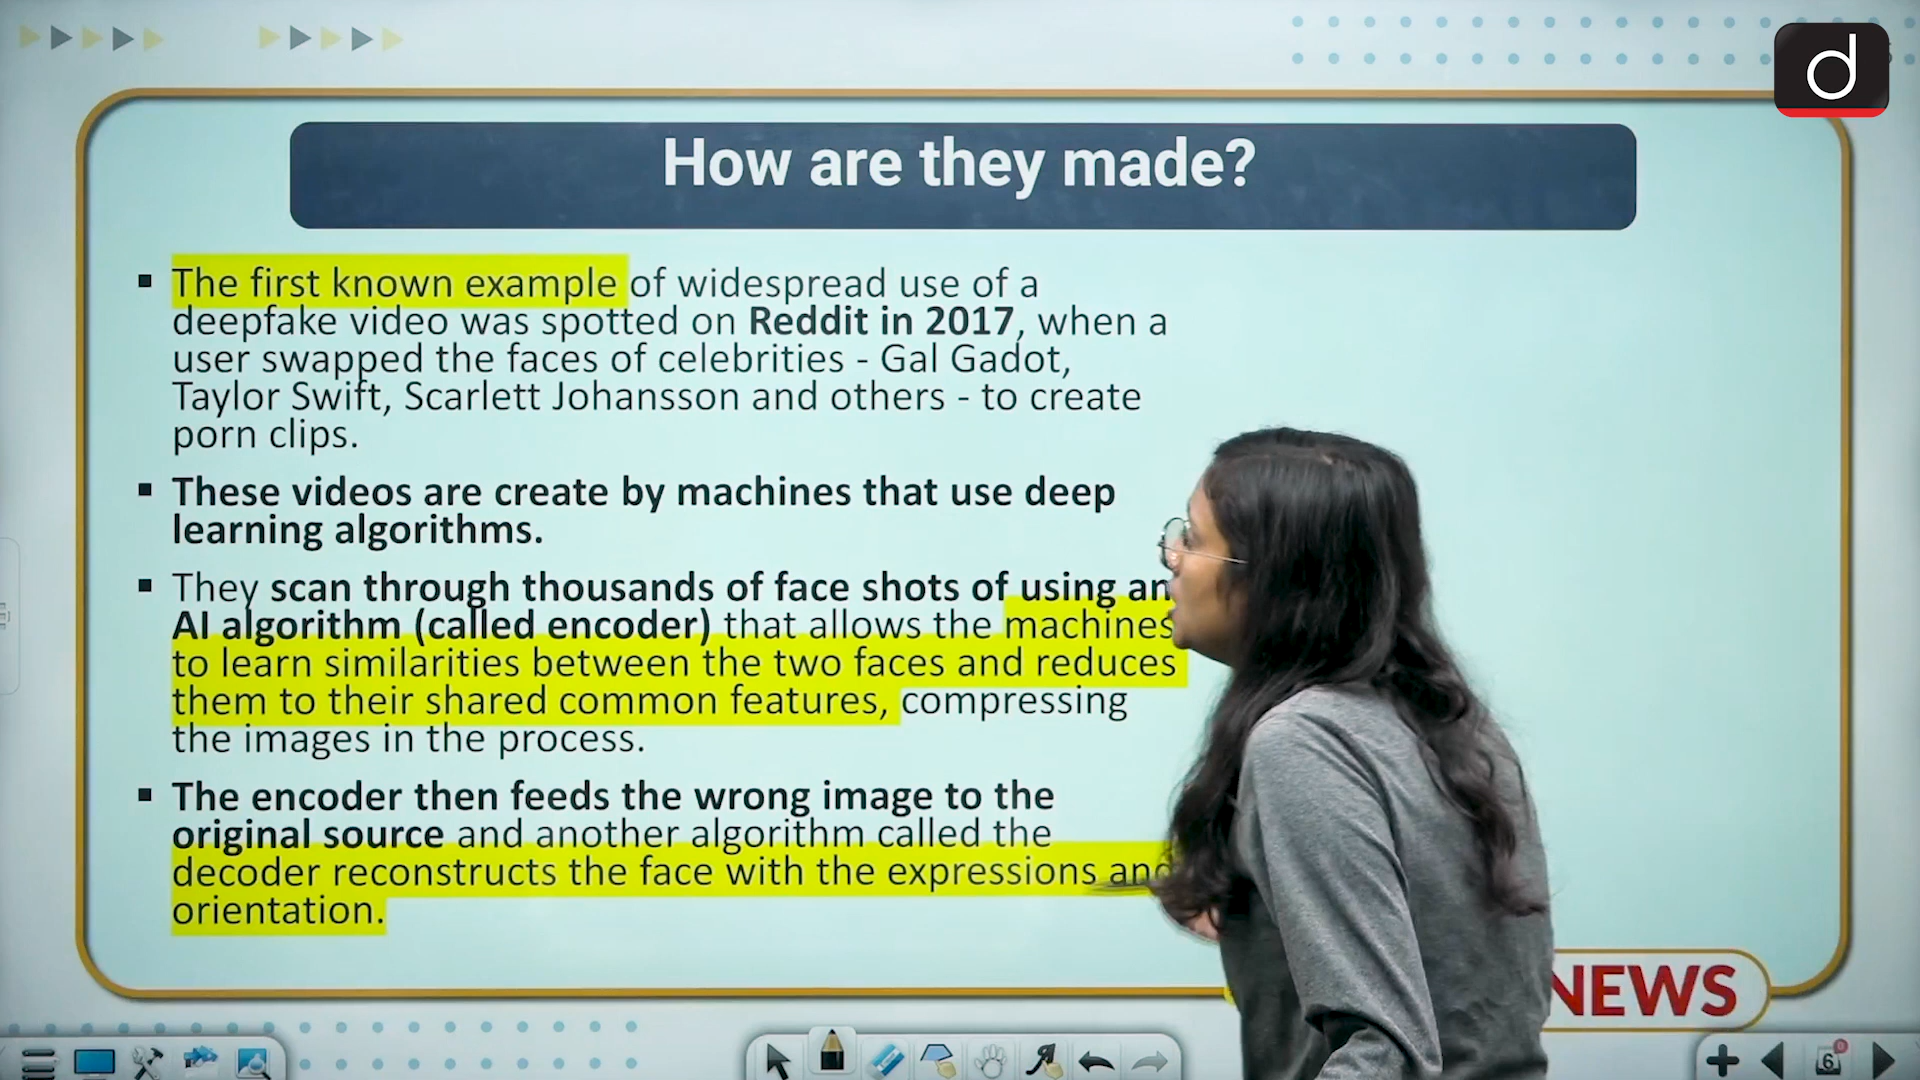 d
How are they made?
▪ The first known example of widespread use of a
deepfake video was spotted on Reddit in 2017, when a
user swapped the faces of celebrities - Gal Gadot,
Taylor Swift, Scarlett Johansson and others - to create
porn clips.
▪ These videos are create by machines that use deep
learning algorithms.
▪ They scan through thousands of face shots of using an
AI algorithm (called encoder) that allows the machines
to learn similarities between the two faces and reduces
them to their shared common features, compressing
the images in the process.
▪ The encoder then feeds the wrong image to the
original source and another algorithm called the
decoder reconstructs the face with the expressions and
orientation.
NEWS
6